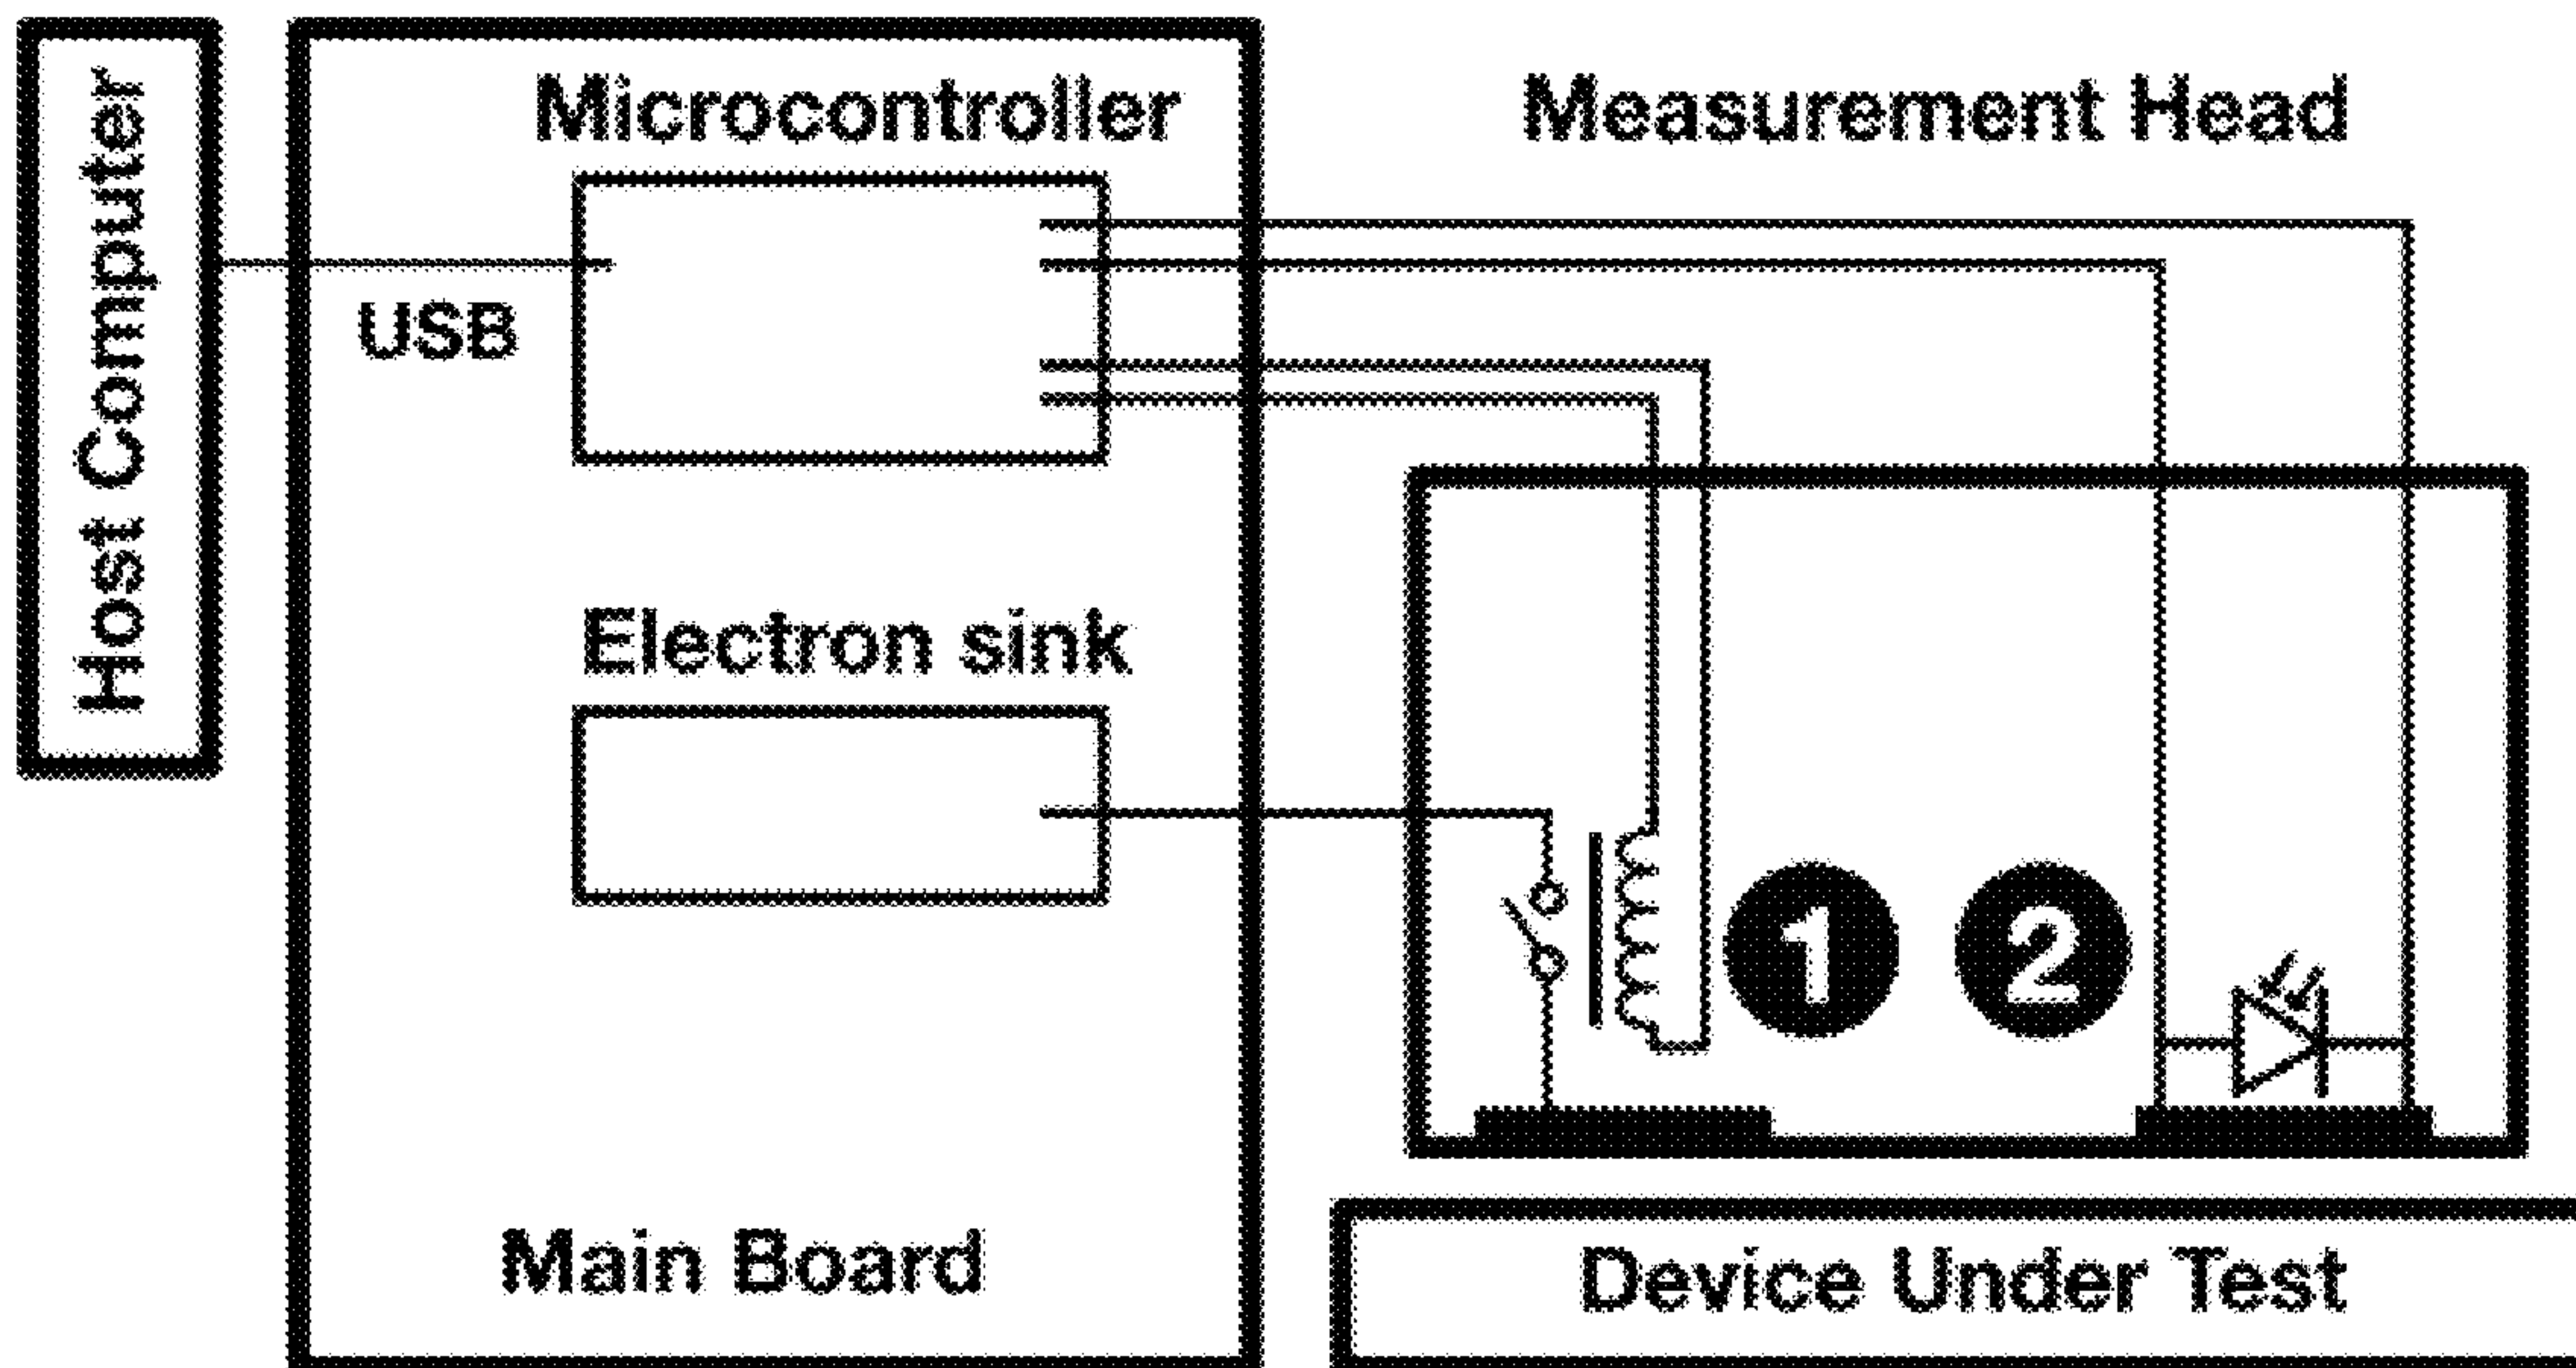 Host Computer
Microcontroller
USB
Electron sink
Main Board
Measurement Head
1
2
Device Under Test